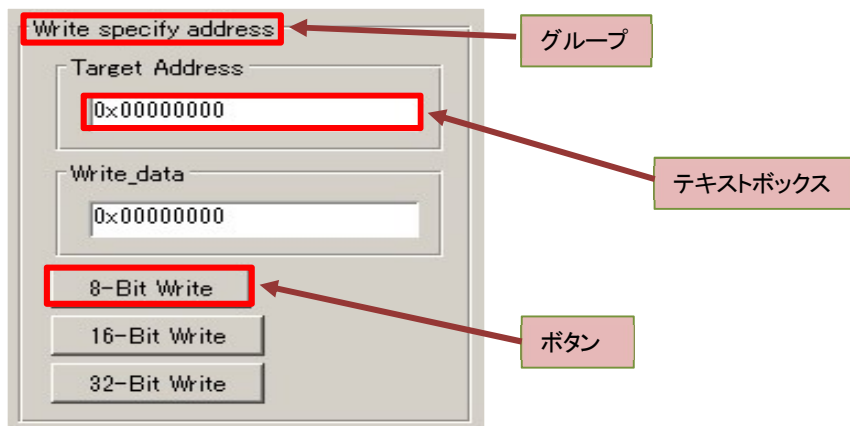 Write specify address
グループ
Target Address
0x00000000
テキストボックス
Write_data
0x00000000
8-Bit Write
16-Bit Write
ボタン
32-Bit Write